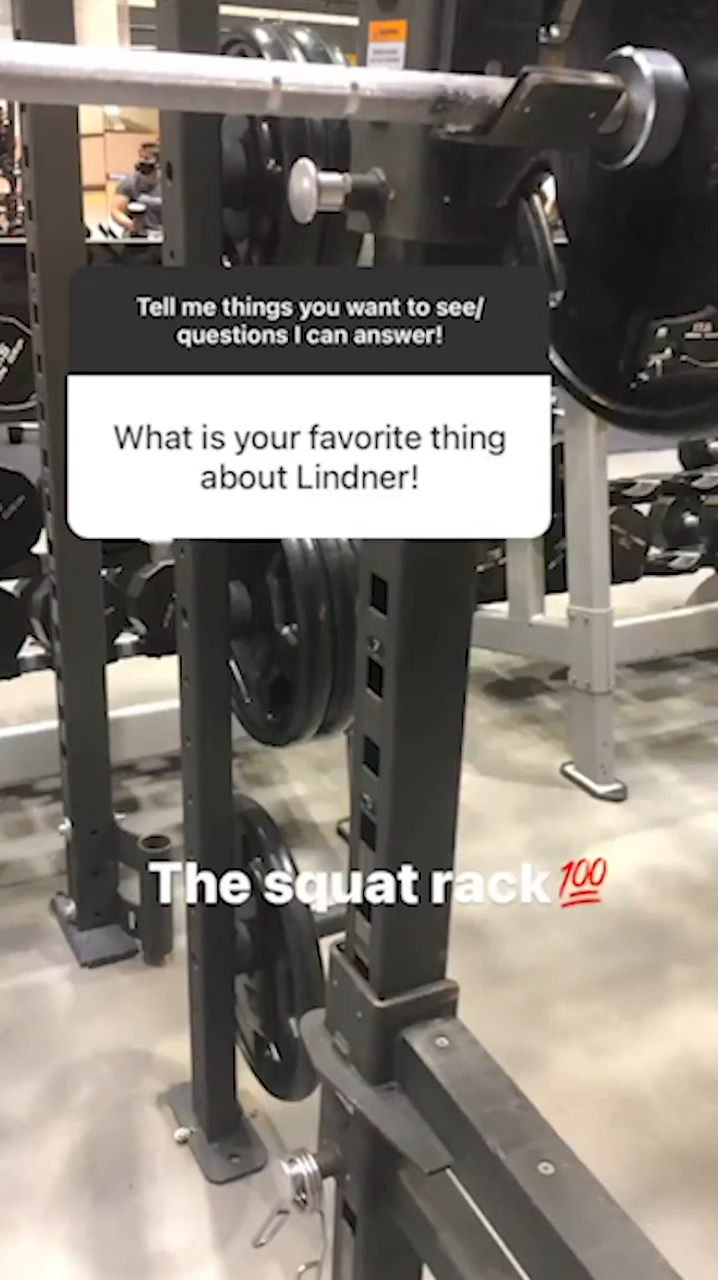 Tell me things you want to see/
questions I can answer!
What is your favorite thing
about Lindner!
The squat rack💯